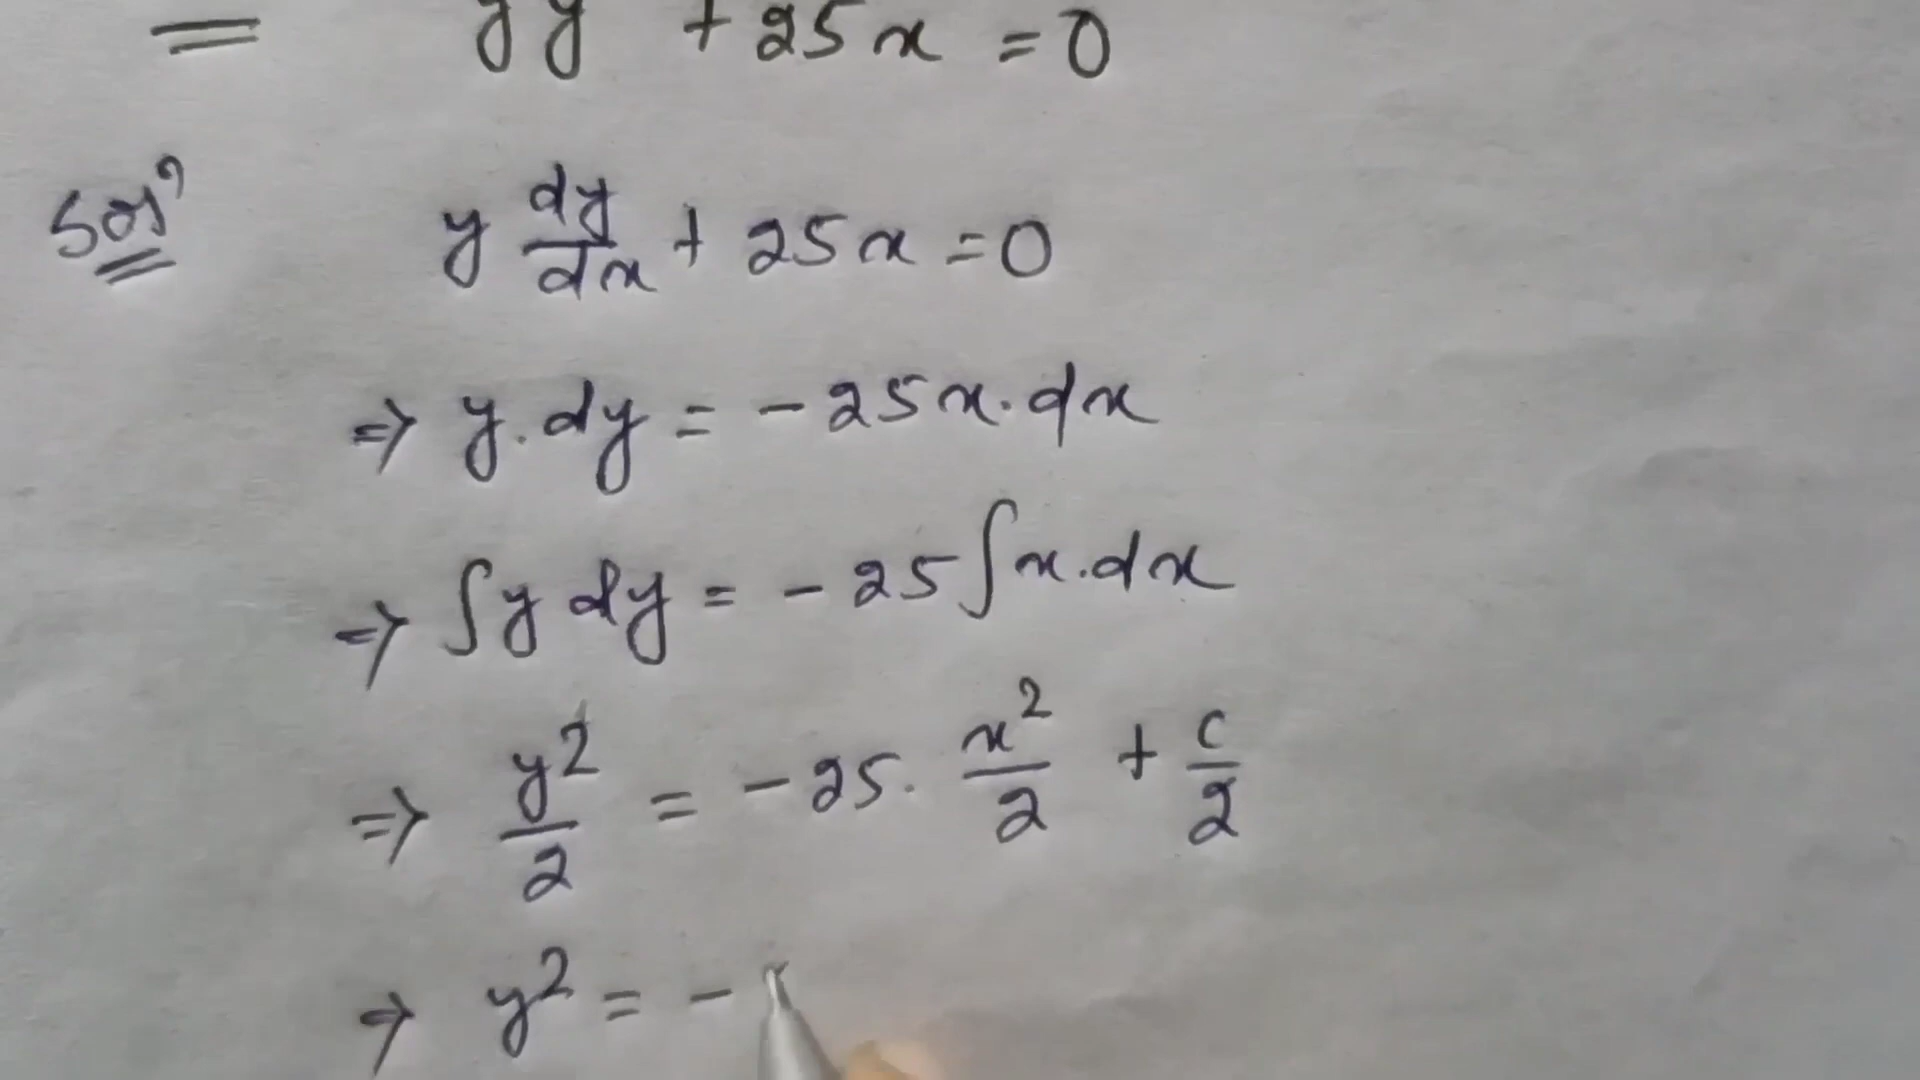 = yy + 25x = 0
Solⁿ y dy/dx + 25x = 0
⇒ y.dy = - 25x.dx
⇒ ∫y dy = - 25∫x.dx
⇒ y²/2 = - 25. x²/2 + c/2
⇒ y² = -